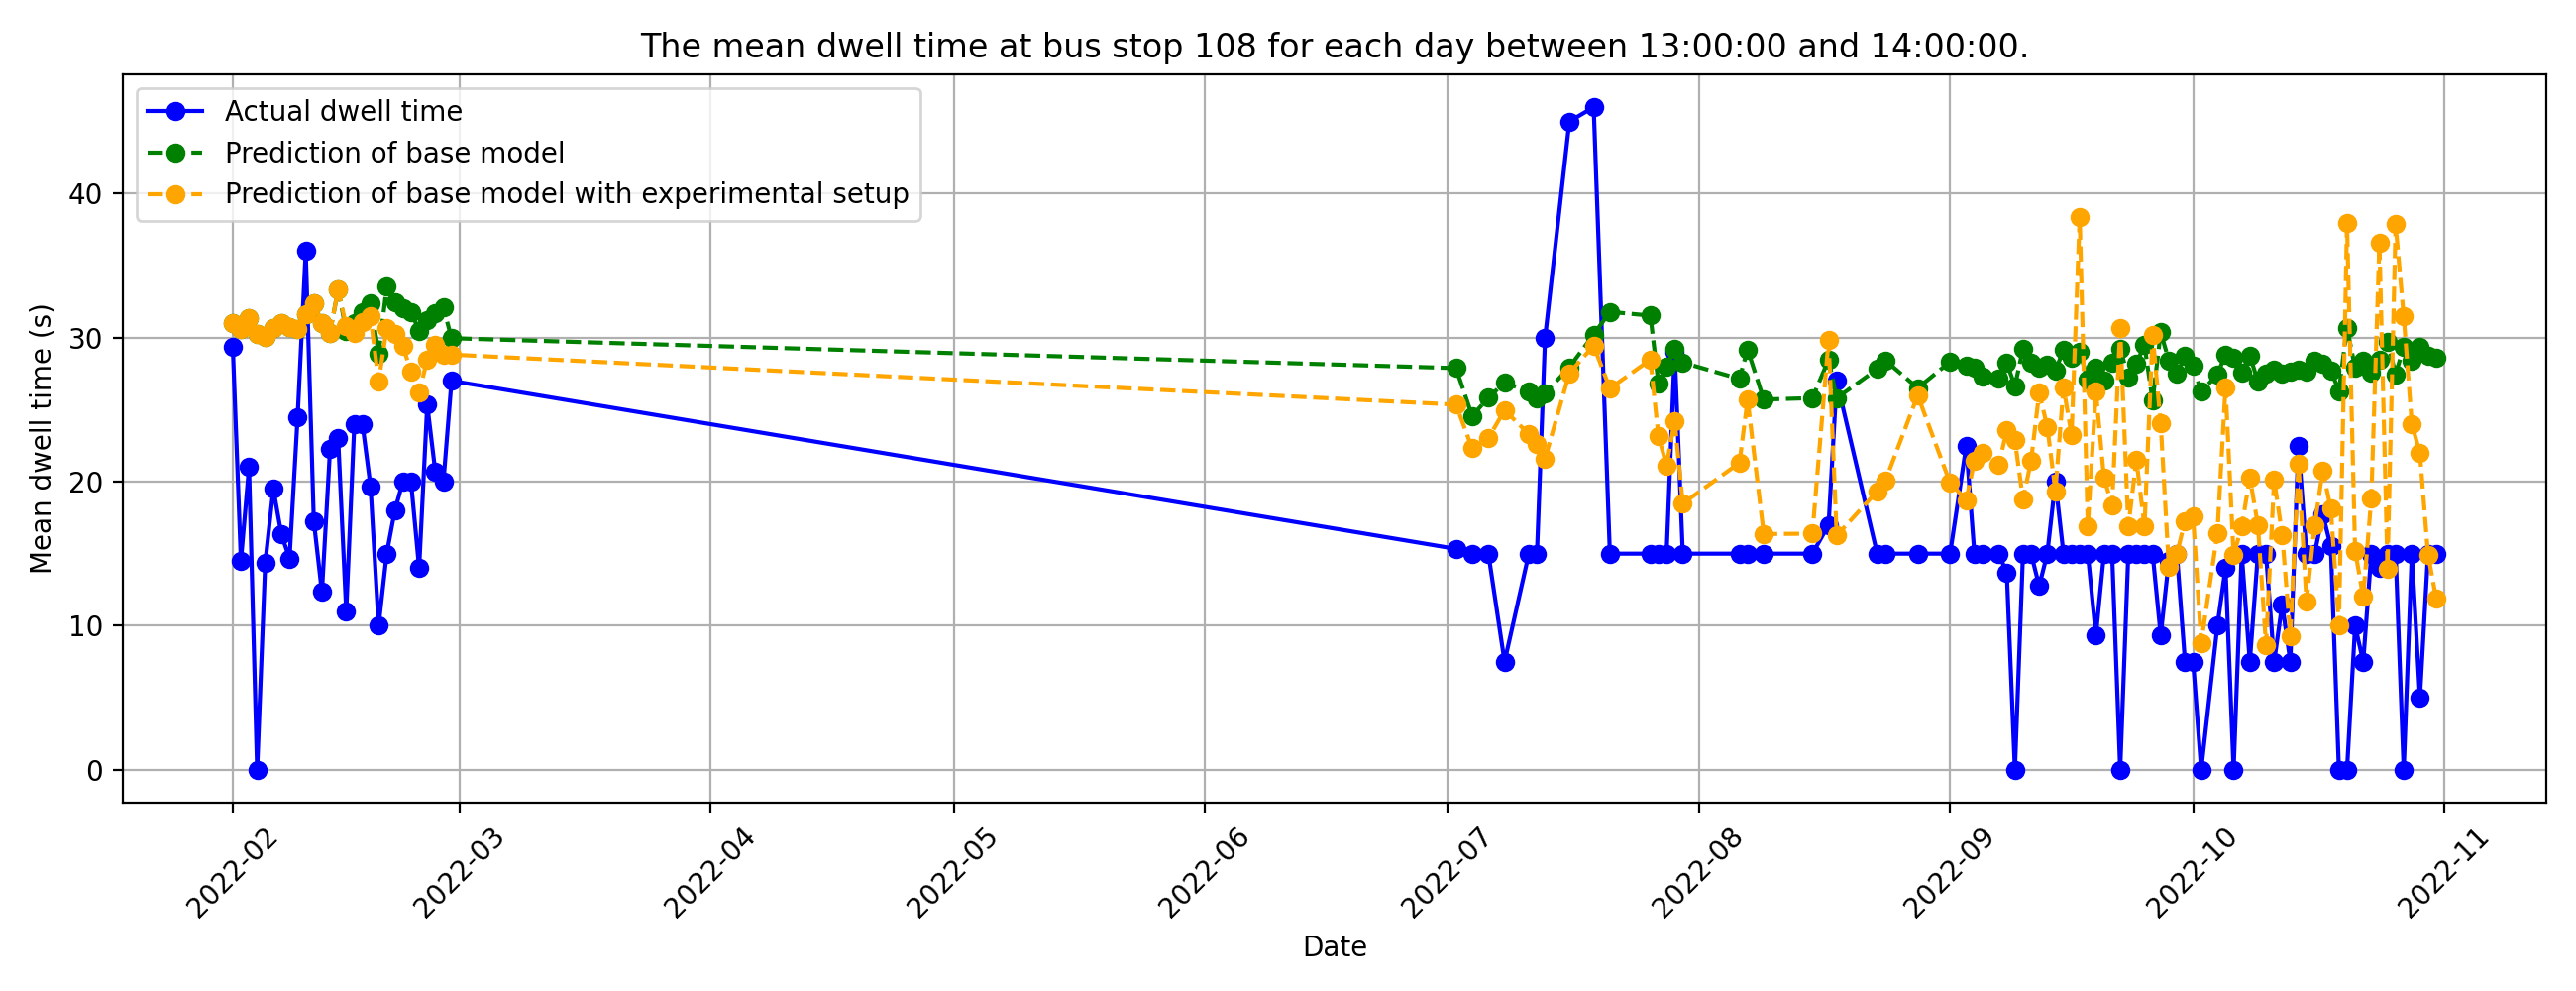 The mean dwell time at bus stop 108 for each day between 13:00:00 and 14:00:00.
Actual dwell time
Prediction of base model
Prediction of base model with experimental setup
Mean dwell time (s)
40
30
20
10
0
2022-02
2022-03
2022-04
2022-05
2022-06
2022-07
2022-08
2022-09
2022-10
2022-11
Date